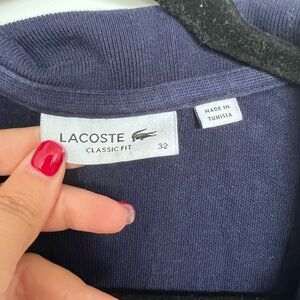 LACOSTE
CLASSIC FIT
32
MADE IN
TUNISIA